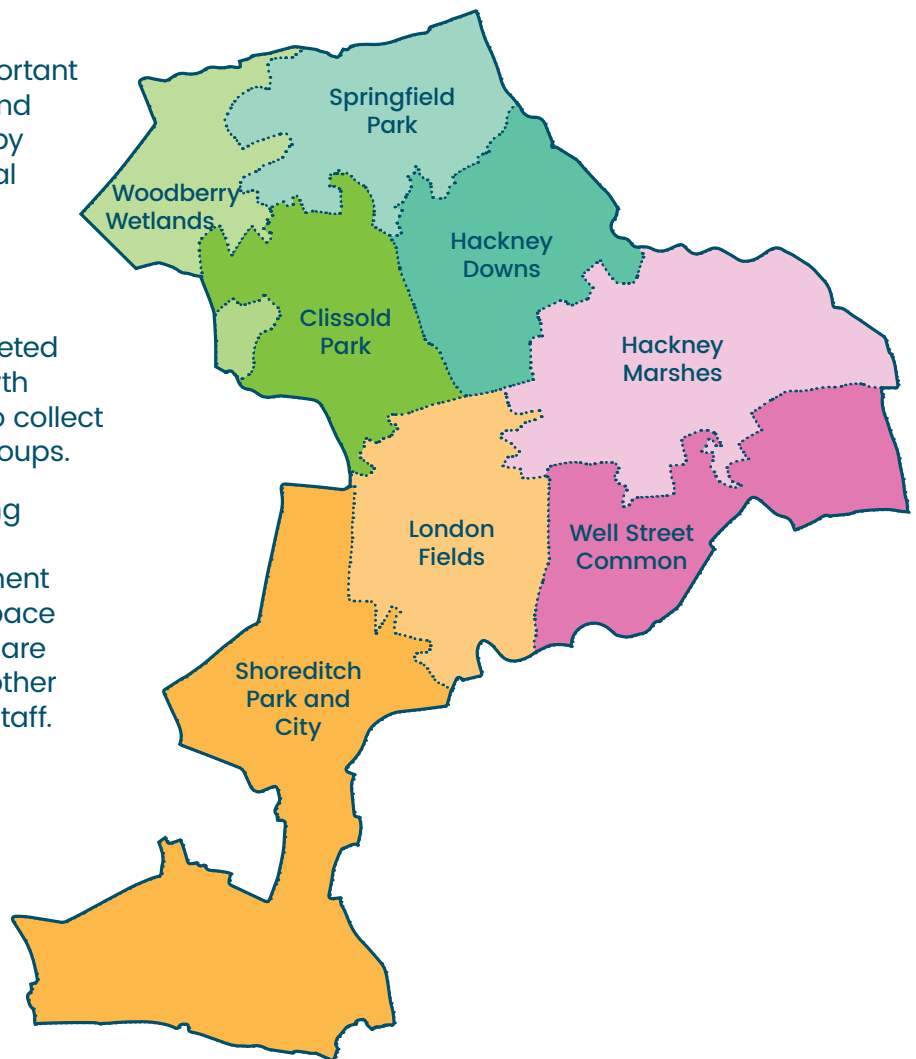 ortant
nd
by
al
eted
rth
o collect
oups.
ng
nent
pace
are
other
taff.
Springfield
Park
Woodberry
Wetlands
Hackney
Downs
Clissold
Park
Hackney
Marshes
London
Fields
Well Street
Common
Shoreditch
Park and
City